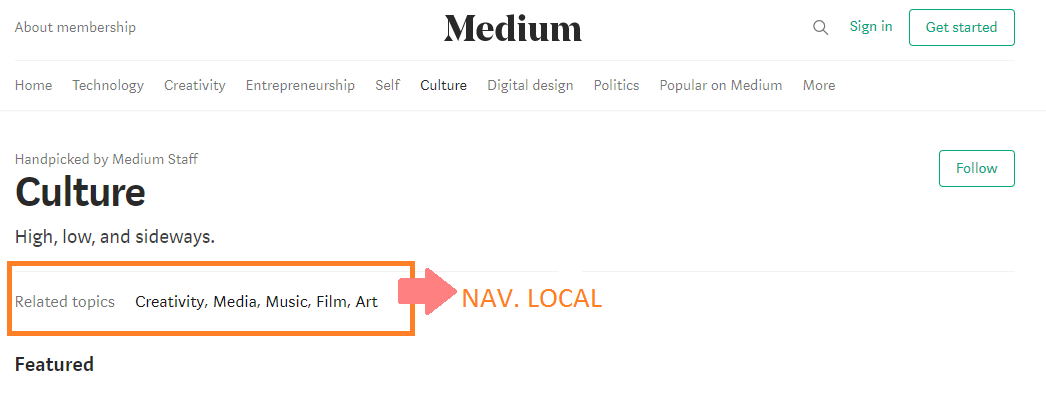 About membership Medium Sign in Get started
Home Technology Creativity Entrepreneurship Self Culture Digital design Politics Popular on Medium More
Handpicked by Medium Staff
Follow
Culture
High, low, and sideways.
Related topics Creativity, Media, Music, Film, Art NAV. LOCAL
Featured